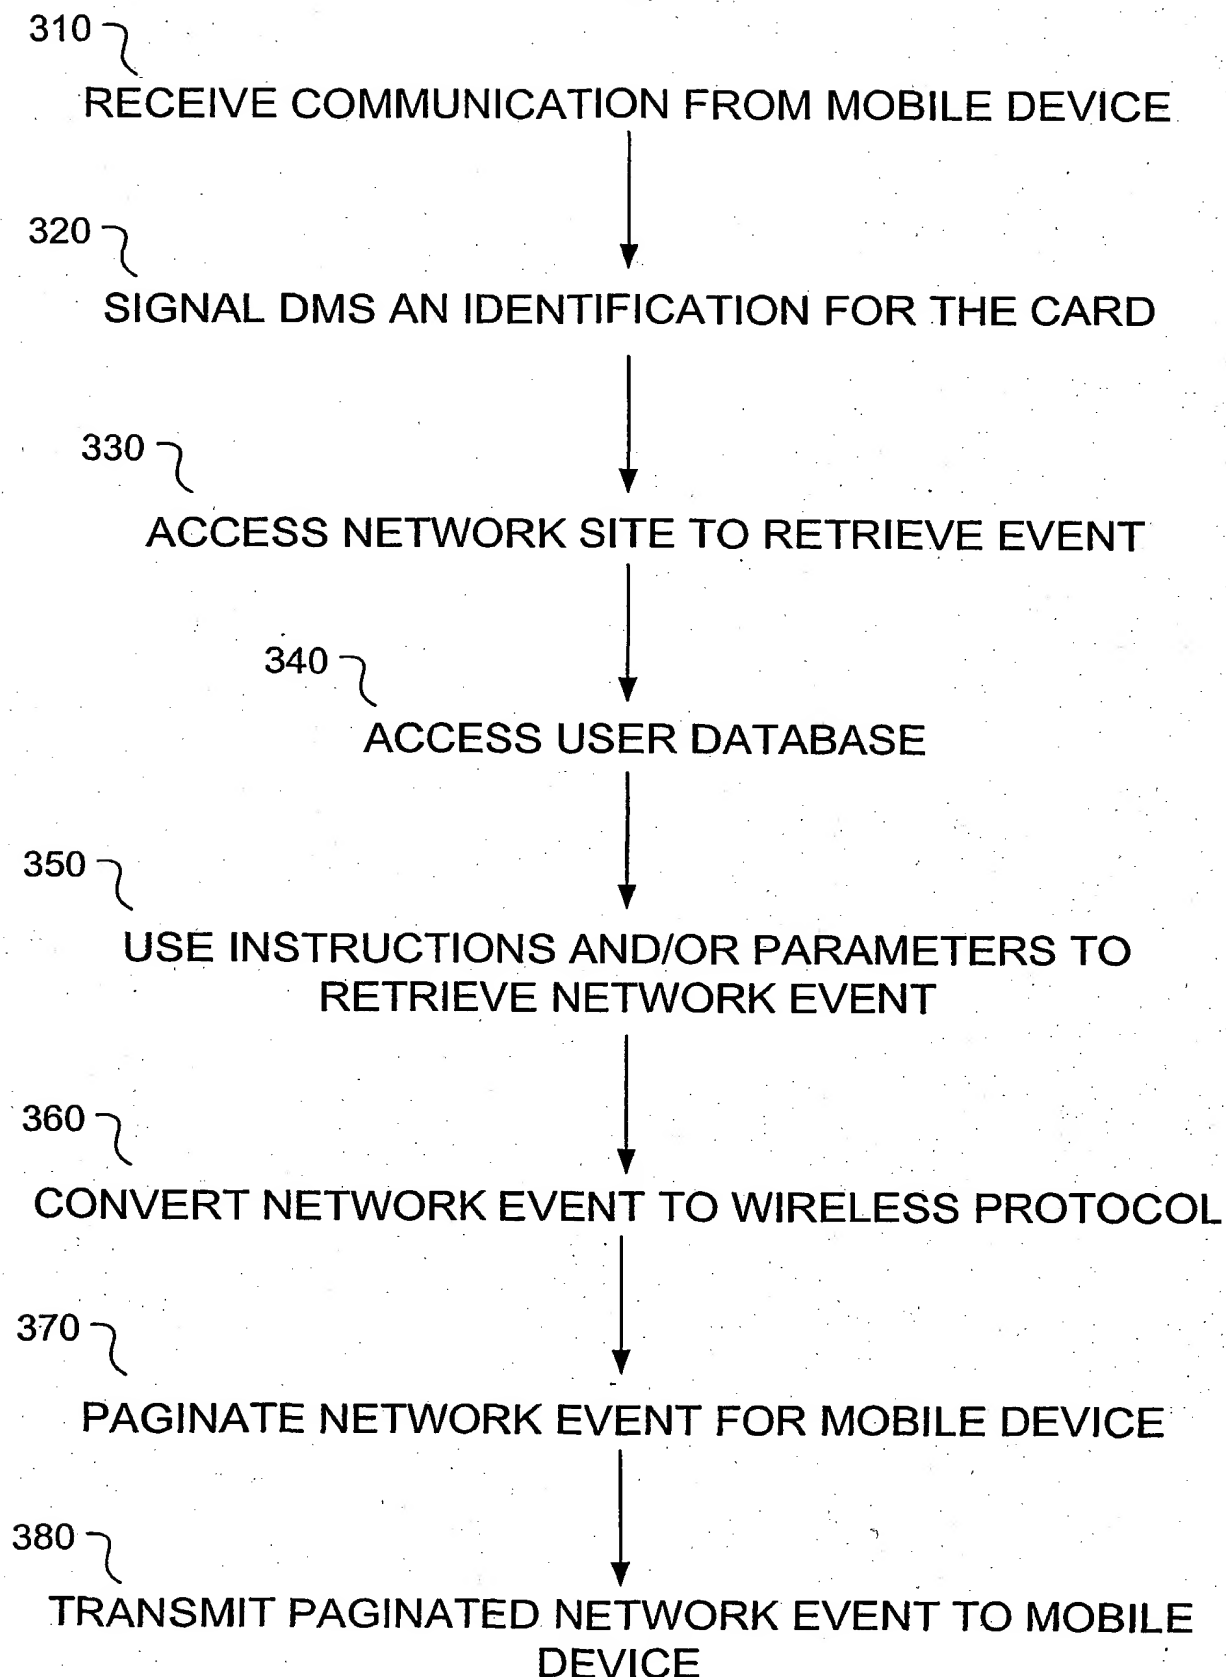 310
RECEIVE COMMUNICATION FROM MOBILE DEVICE
320
SIGNAL DMS AN IDENTIFICATION FOR THE CARD
330
ACCESS NETWORK SITE TO RETRIEVE EVENT
340
ACCESS USER DATABASE
350
USE INSTRUCTIONS AND/OR PARAMETERS TO
RETRIEVE NETWORK EVENT
360
CONVERT NETWORK EVENT TO WIRELESS PROTOCOL
370
PAGINATE NETWORK EVENT FOR MOBILE DEVICE
380
TRANSMIT PAGINATED NETWORK EVENT TO MOBILE
DEVICE